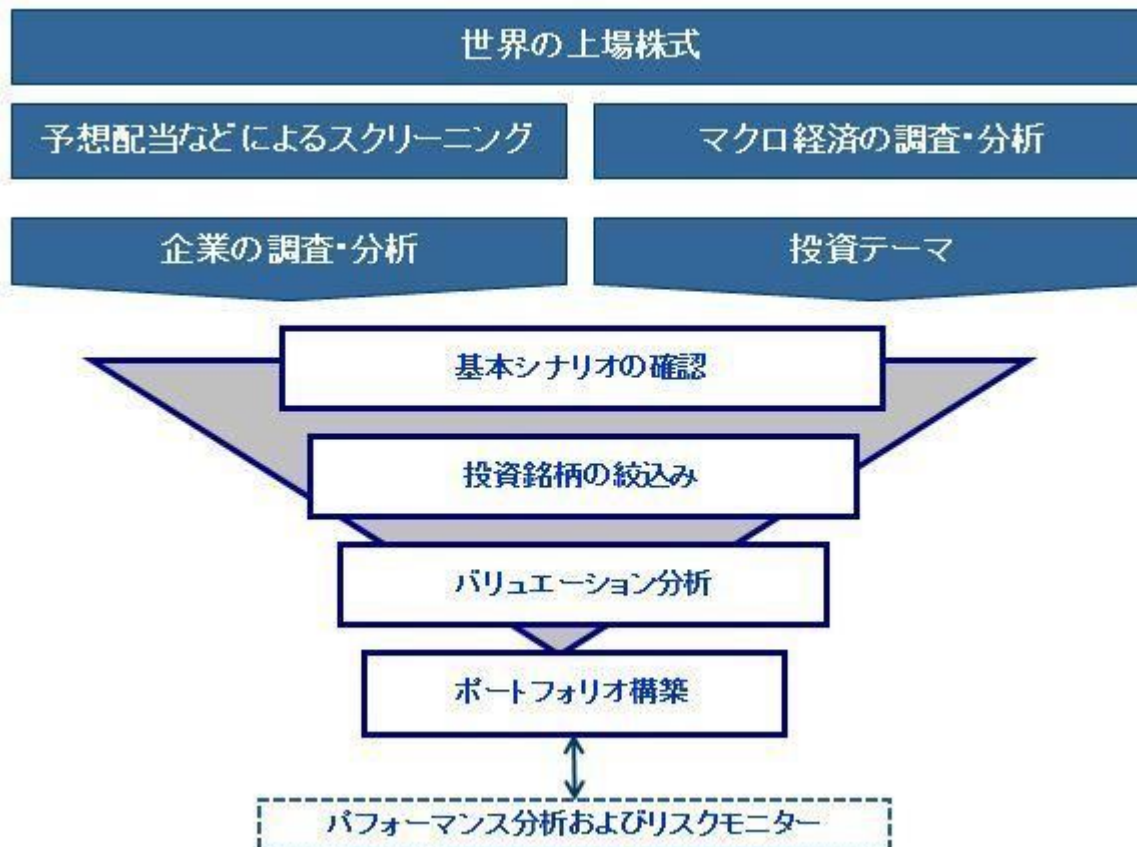 世界の上場株式
予想配当などによるスクリーニング
マクロ経済の調査・分析
企業の調査・分析
投資テーマ
基本シナリオの確認
投資銘柄の絞込み
バリュエーション分析
ポートフォリオ構築
パフォーマンス分析およびリスクモニター